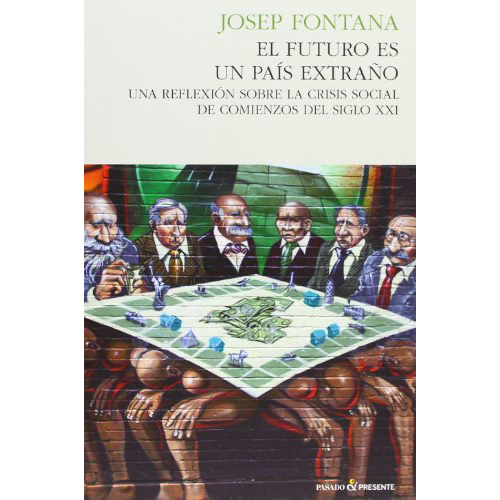 JOSEP FONTANA
EL FUTURO ES
UN PAÍS EXTRAÑO
UNA REFLEXIÓN SOBRE LA CRISIS SOCIAL
DE COMIENZOS DEL SIGLO XXI
PASADO & PRESENTE